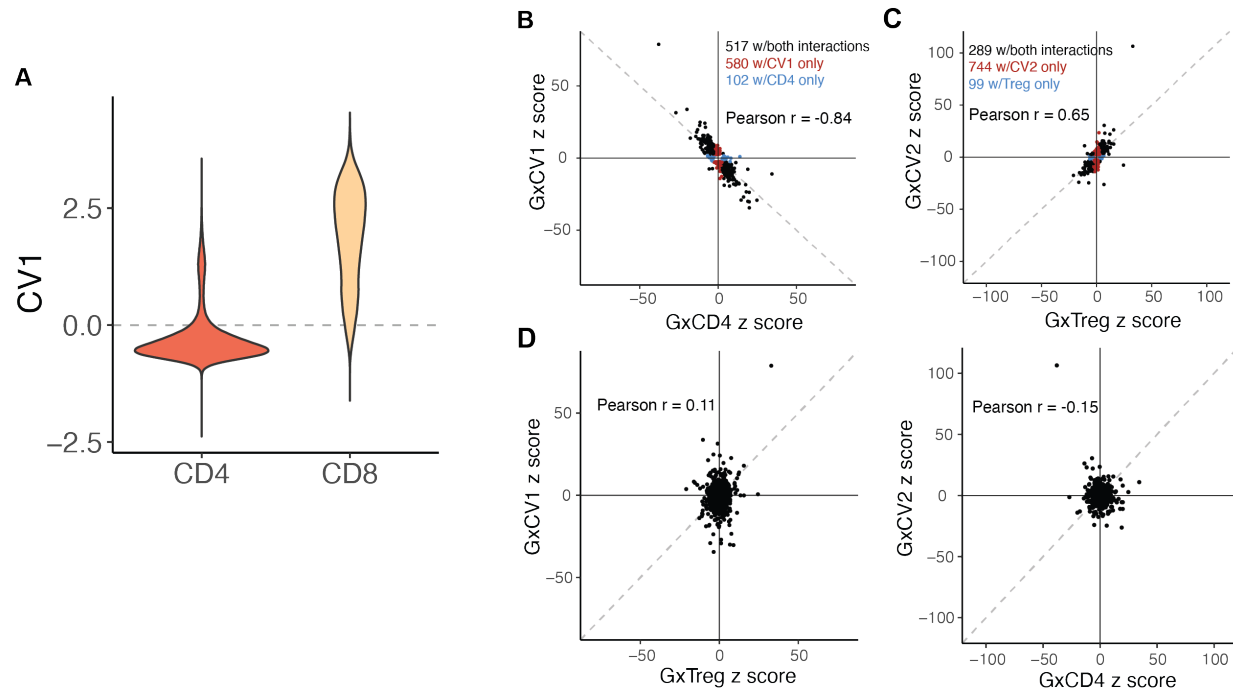 A
CV1
2.5
0.0
−2.5
CD4
CD8
B
517 w/both interactions
580 w/CV1 only
102 w/CD4 only
Pearson r = -0.84
GxCV1 z score
50
0
−50
−50
0
50
GxCD4 z score
C
289 w/both interactions
744 w/CV2 only
99 w/Treg only
Pearson r = 0.65
GxCV2 z score
100
50
0
−50
−100
−100
−50
0
50
100
GxTreg z score
D
Pearson r = 0.11
GxCV1 z score
50
0
−50
−50
0
50
GxTreg z score
Pearson r = -0.15
GxCV2 z score
100
50
0
−50
−100
−100
−50
0
50
100
GxCD4 z score